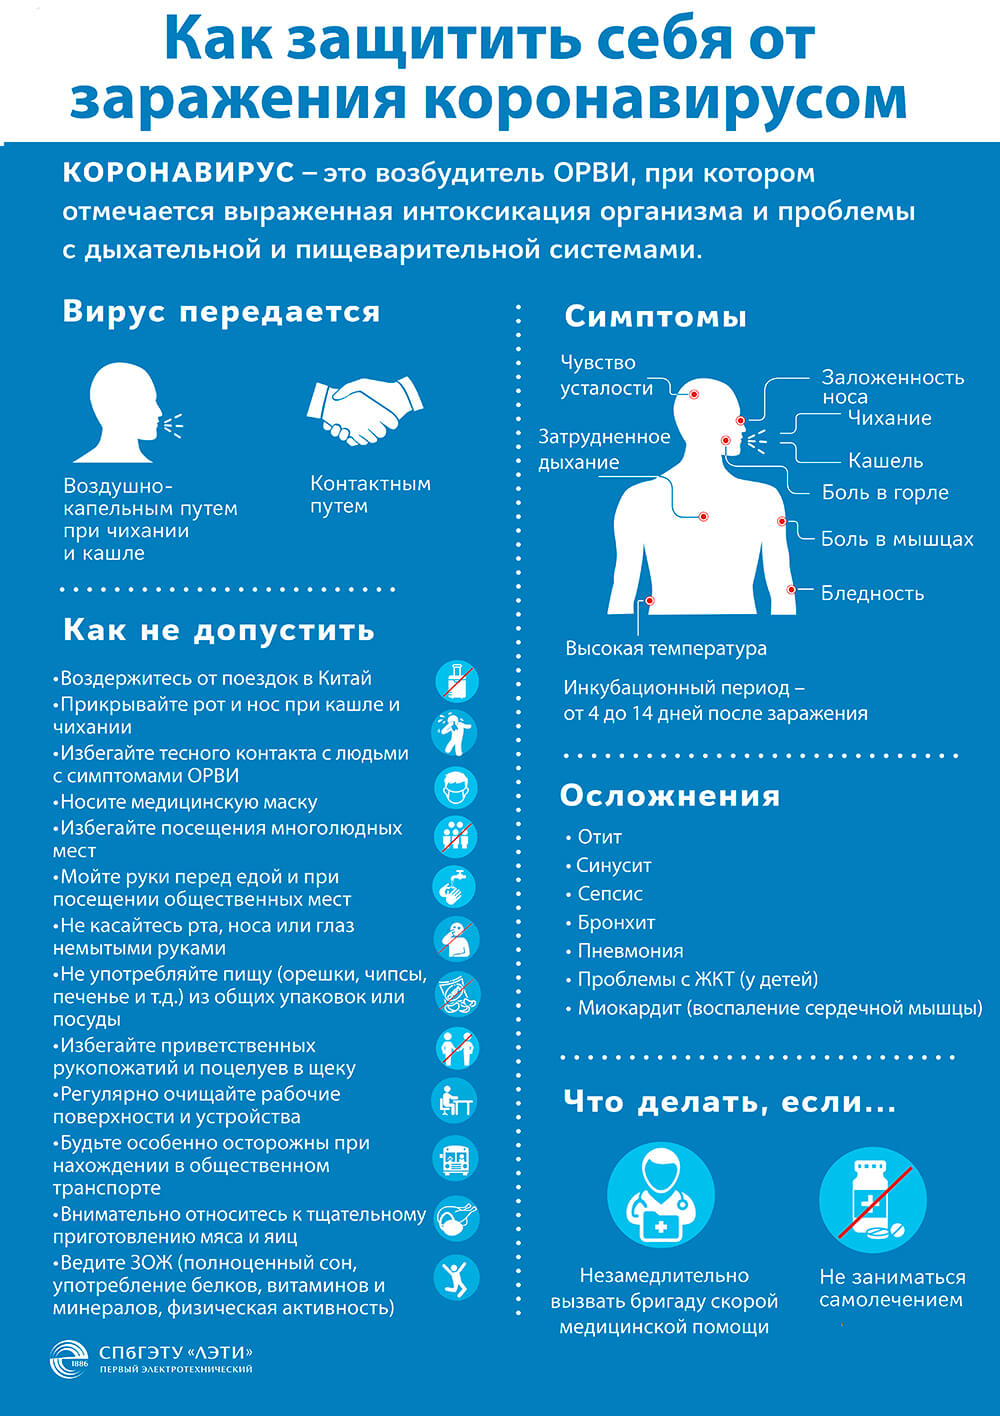 Как защитить себя от
заражения коронавирусом
КОРОНАВИРУС – это возбудитель ОРВИ, при котором
отмечается выраженная интоксикация организма и проблемы
с дыхательной и пищеварительной системами.
Вирус передается
Воздушно-
капельным путем
при чихании
и кашле
Контактным
путем
Как не допустить
•Воздержитесь от поездок в Китай
•Прикрывайте рот и нос при кашле и
чихании
•Избегайте тесного контакта с людьми
с симптомами ОРВИ
•Носите медицинскую маску
•Избегайте посещения многолюдных
мест
•Мойте руки перед едой и при
посещении общественных мест
•Не касайтесь рта, носа или глаз
немытыми руками
•Не употребляйте пищу (орешки, чипсы,
печенье и т.д.) из общих упаковок или
посуды
•Избегайте приветственных
рукопожатий и поцелуев в щеку
•Регулярно очищайте рабочие
поверхности и устройства
•Будьте особенно осторожны при
нахождении в общественном
транспорте
•Внимательно относитесь к тщательному
приготовлению мяса и яиц
•Ведите ЗОЖ (полноценный сон,
употребление белков, витаминов и
минералов, физическая активность)
1886
СПбГЭТУ «ЛЭТИ»
ПЕРВЫЙ ЭЛЕКТРОТЕХНИЧЕСКИЙ
Симптомы
Чувство
усталости
Затрудненное
дыхание
Заложенность
носа
Чихание
Кашель
Боль в горле
Боль в мышцах
Бледность
Высокая температура
Инкубационный период –
от 4 до 14 дней после заражения
Осложнения
• Отит
• Синусит
• Сепсис
• Бронхит
• Пневмония
• Проблемы с ЖКТ (у детей)
• Миокардит (воспаление сердечной мышцы)
Что делать, если...
Незамедлительно
вызвать бригаду скорой
медицинской помощи
Не заниматься
самолечением